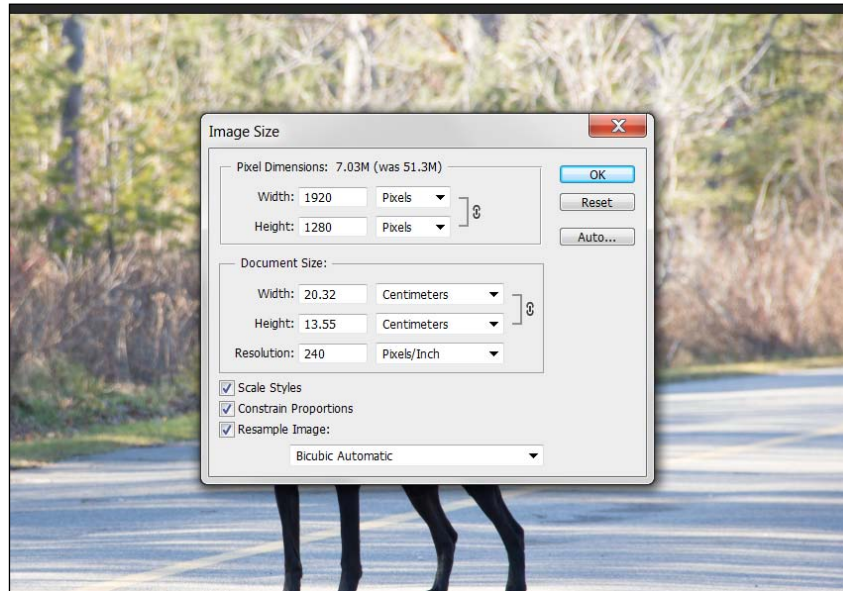 Image Size
Pixel Dimensions: 7.03M (was 51.3M)
Width: 1920 Pixels
Height: 1280 Pixels
Document Size:
Width: 20.32 Centimeters
Height: 13.55 Centimeters
Resolution: 240 Pixels/Inch
Scale Styles
Constrain Proportions
Resample Image:
Bicubic Automatic
OK
Reset
Auto...